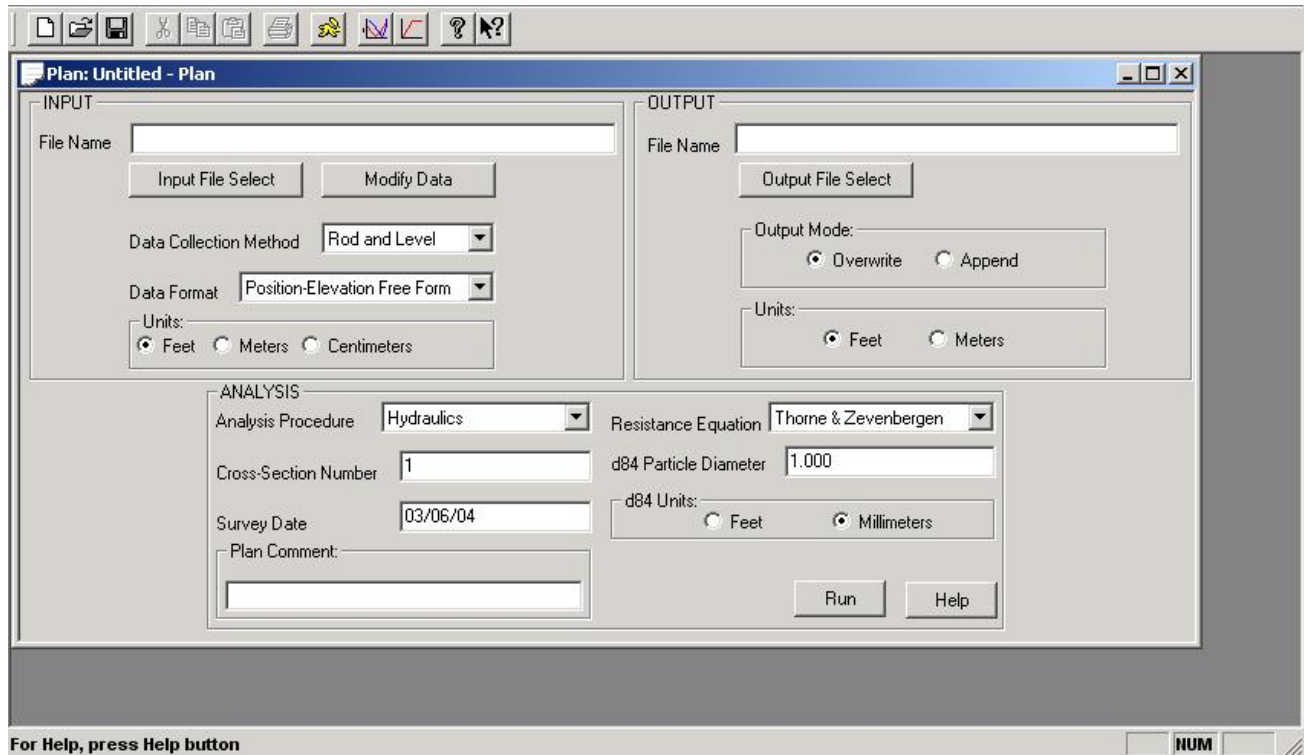 Plan: Untitled - Plan
INPUT
File Name
Input File Select
Modify Data
Data Collection Method
Rod and Level
Data Format
Position-Elevation Free Form
Units:
Feet
Meters
Centimeters
OUTPUT
File Name
Output File Select
Output Mode:
Overwrite
Append
Units:
Feet
Meters
ANALYSIS
Analysis Procedure
Hydraulics
Cross-Section Number
1
Survey Date
03/06/04
Plan Comment:
Resistance Equation
Thorne & Zevenbergen
d84 Particle Diameter
1.000
d84 Units:
Feet
Millimeters
Run
Help
For Help, press Help button
NUM